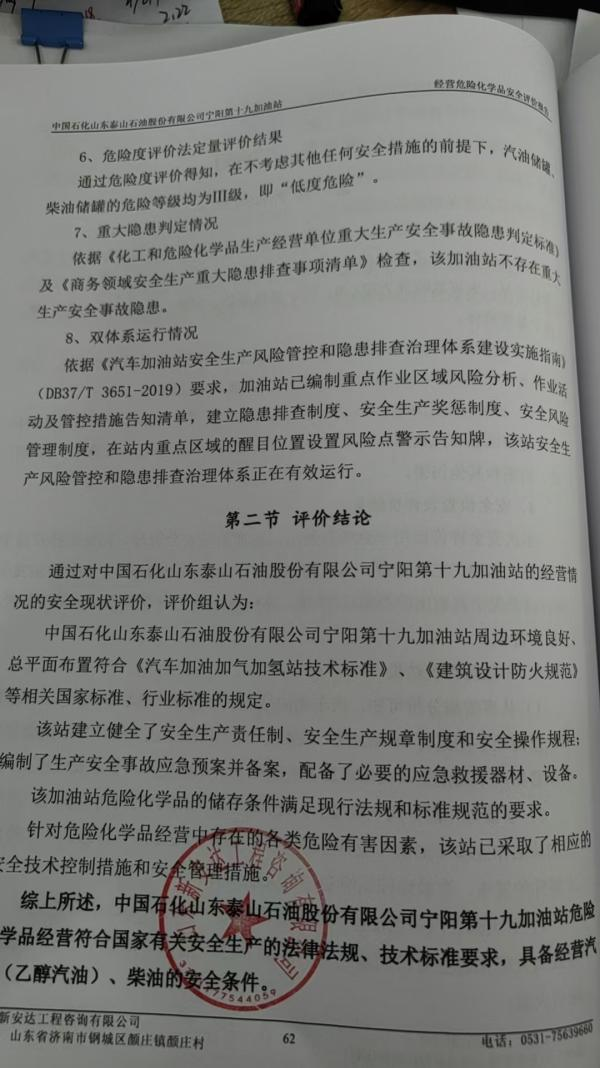 2.22
中国石化山东泰山石油股份有限公司宁阳第十九加油站
经营危险化学品安全评价报告
6、危险度评价法定量评价结果
通过危险度评价得知，在不考虑其他任何安全措施的前提下，汽油储罐、
柴油储罐的危险等级均为III级，即“低度危险”。
7、重大隐患判定情况
依据《化工和危险化学品生产经营单位重大生产安全事故隐患判定标准》
及《商务领域安全生产重大隐患排查事项清单》检查，该加油站不存在重大
生产安全事故隐患。
8、双体系运行情况
依据《汽车加油站安全生产风险管控和隐患排查治理体系建设实施指南》
（DB37/T 3651-2019）要求，加油站已编制重点作业区域风险分析、作业活
动及管控措施告知清单，建立隐患排查制度、安全生产奖惩制度、安全风险
管理制度，在站内重点区域的醒目位置设置风险点警示告知牌，该站安全生
产风险管控和隐患排查治理体系正在有效运行。
第二节 评价结论
通过对中国石化山东泰山石油股份有限公司宁阳第十九加油站的经营情
况的安全现状评价，评价组认为：
中国石化山东泰山石油股份有限公司宁阳第十九加油站周边环境良好、
总平面布置符合《汽车加油加气加氢站技术标准》、《建筑设计防火规范》
等相关国家标准、行业标准的规定。
该站建立健全了安全生产责任制、安全生产规章制度和安全操作规程；
编制了生产安全事故应急预案并备案，配备了必要的应急救援器材、设备。
该加油站危险化学品的储存条件满足现行法规和标准规范的要求。
针对危险化学品经营中存在的各类危险有害因素，该站已采取了相应的
安全技术控制措施和安全管理措施。
综上所述，中国石化山东泰山石油股份有限公司宁阳第十九加油站危险
学品经营符合国家有关安全生产的法律法规、技术标准要求，具备经营汽
（乙醇汽油）、柴油的安全条件。
新安达工程咨询有限公司
山东省济南市钢城区颜庄镇颜庄村
62
电话：0531-75639660